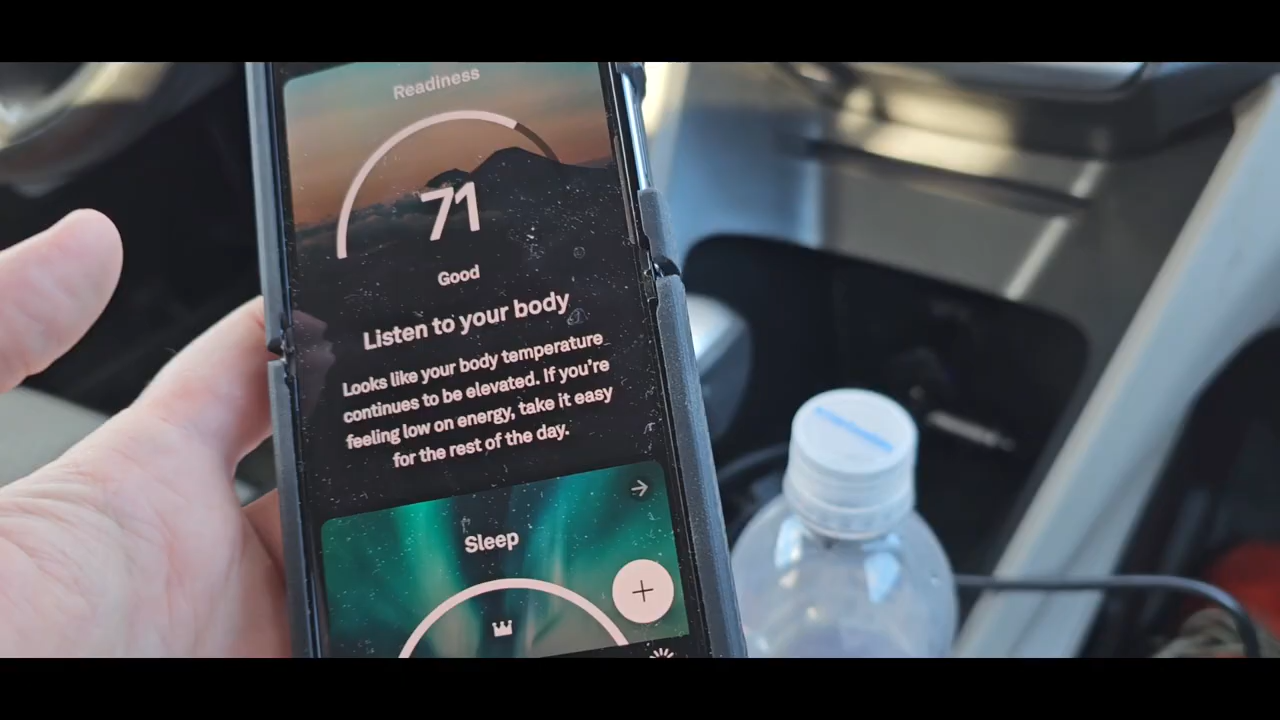 Readiness
71
Good
Listen to your body
Looks like your body temperature
continues to be elevated. If you're
feeling low on energy, take it easy
for the rest of the day.
Sleep